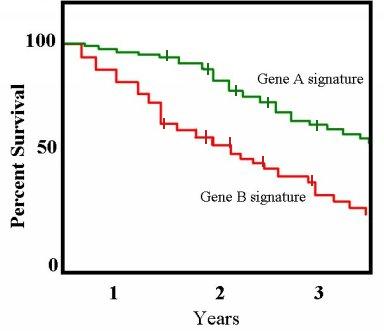 100
Gene A signature
Percent Survival
50
Gene B signature
0
1 2 3
Years